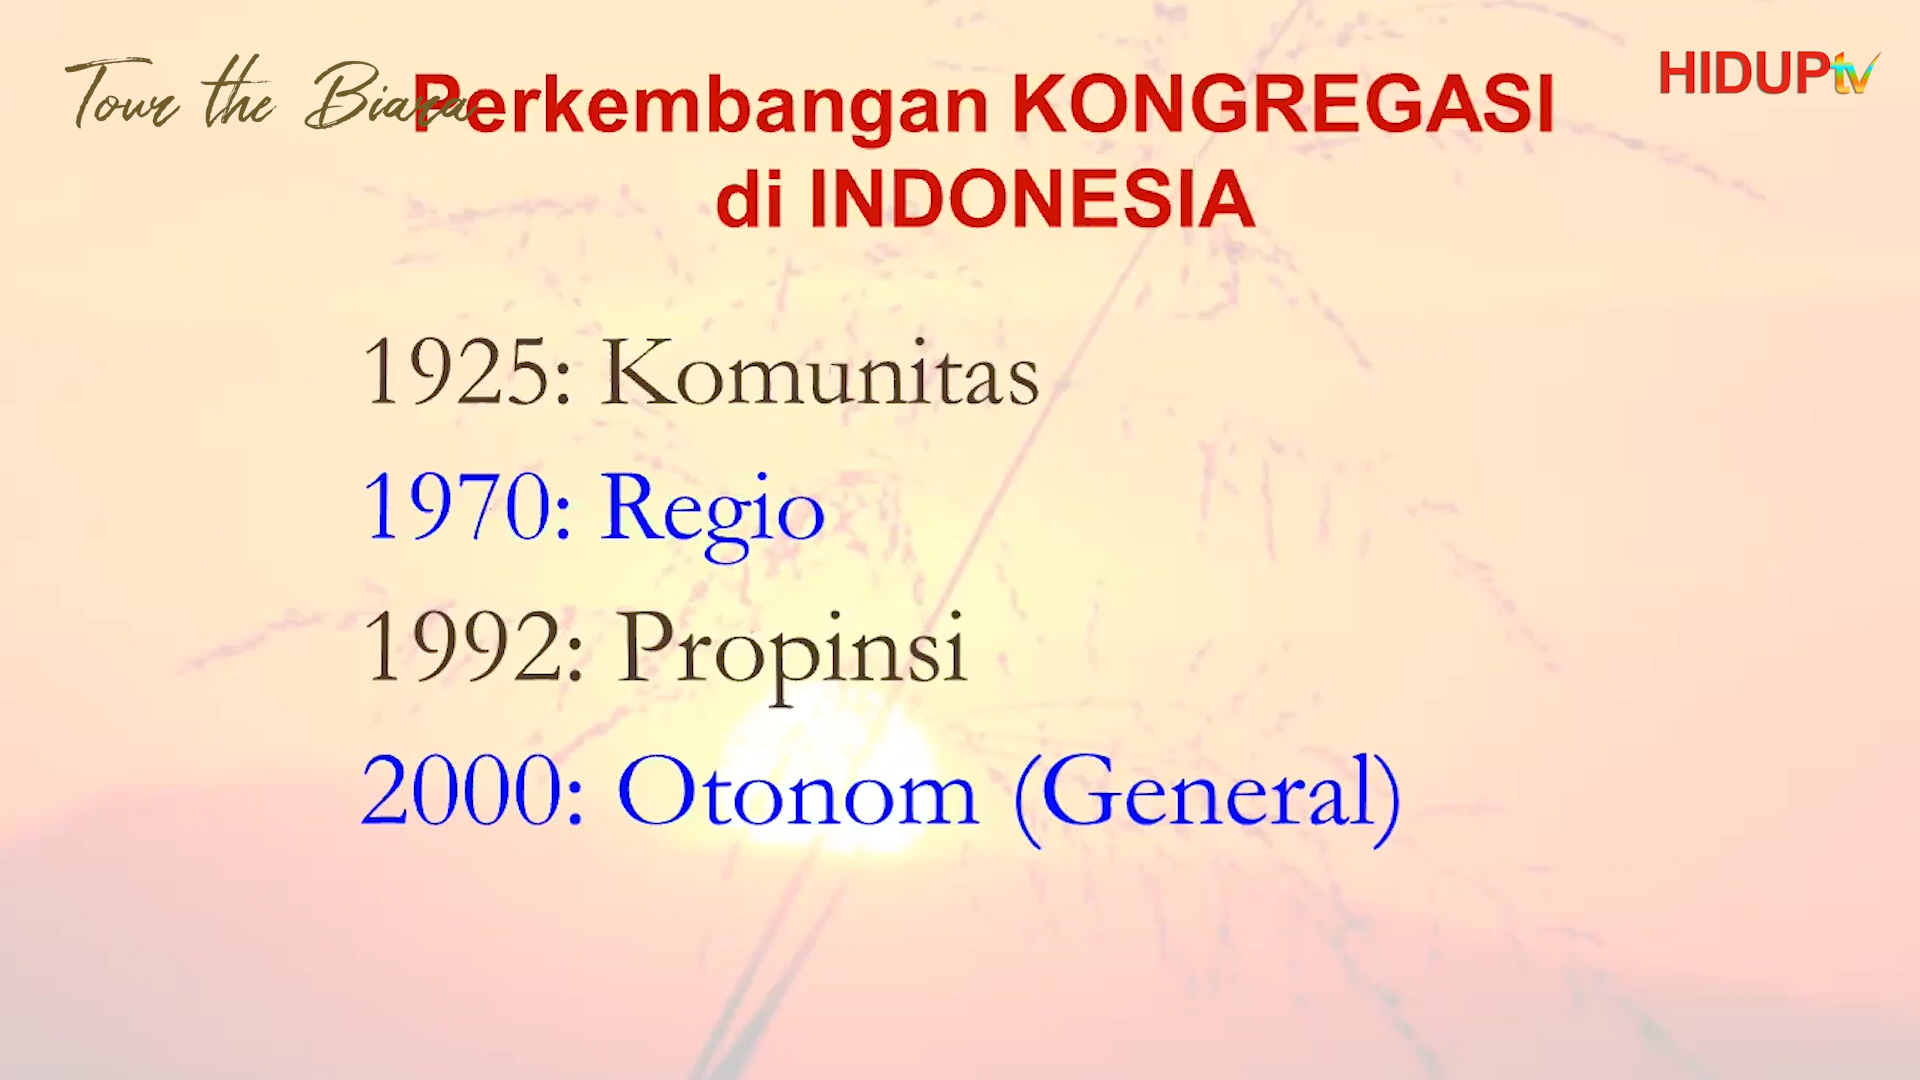 Tour the Biara
HIDUPtv
Perkembangan KONGREGASI
di INDONESIA
1925: Komunitas
1970: Regio
1992: Propinsi
2000: Otonom (General)